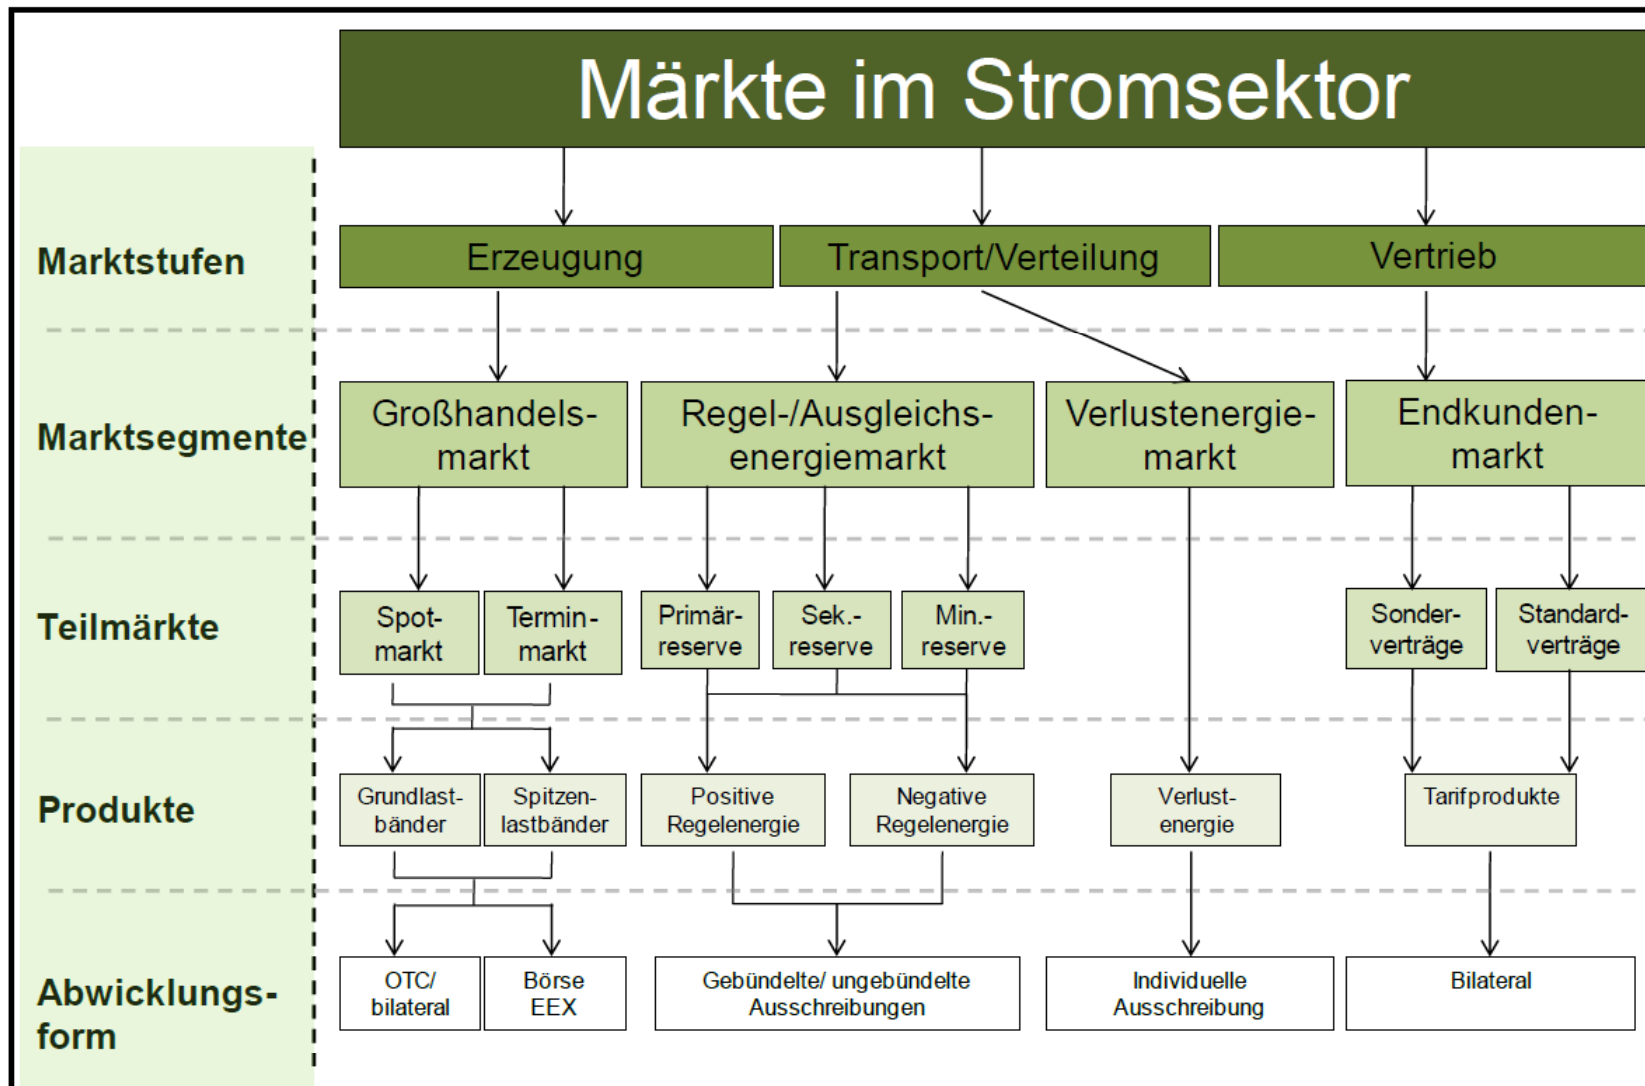 Märkte im Stromsektor
Marktstufen
Erzeugung
Transport/Verteilung
Vertrieb
Marktsegmente
Großhandels-
markt
Regel-/Ausgleichs-
energiemarkt
Verlustenergie-
markt
Endkunden-
markt
Teilmärkte
Spot-
markt
Termin-
markt
Primär-
reserve
Sek.-
reserve
Min.-
reserve
Sonder-
verträge
Standard-
verträge
Produkte
Grundlast-
bänder
Spitzen-
lastbänder
Positive
Regelenergie
Negative
Regelenergie
Verlust-
energie
Tarifprodukte
Abwicklungs-
form
OTC/
bilateral
Börse
EEX
Gebündelte/ ungebündelte
Ausschreibungen
Individuelle
Ausschreibung
Bilateral